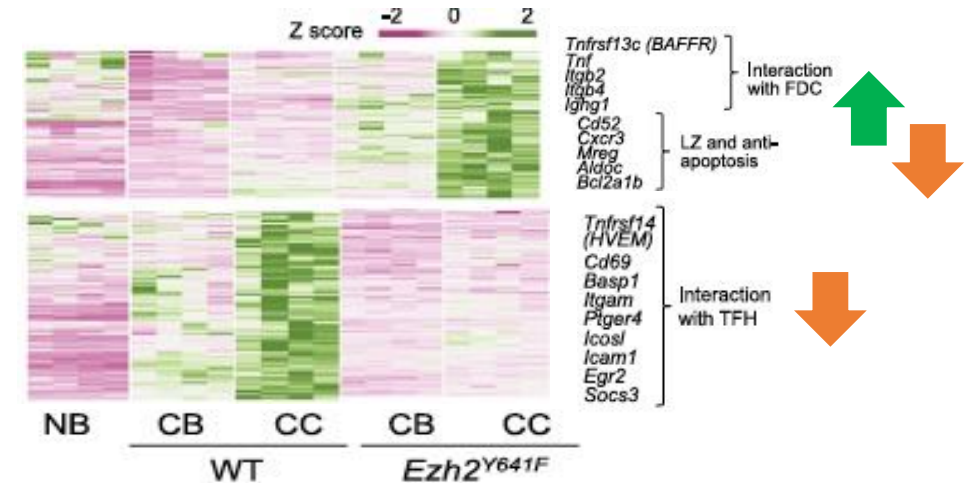 -2 0 2
Z score
Tnfrsf13c (BAFFR)
Tnf
Itgb2
Itgb4
Ighg1
Interaction
with FDC
Cd52
Cxcr3
Mreg
Aldoc
Bcl2a1b
LZ and anti-
apoptosis
Tnfrsf14
(HVEM)
Cd69
Basp1
Itgam
Ptger4
Icosl
Icam1
Egr2
Socs3
Interaction
with TFH
NB CB CC CB CC
WT Ezh2Y641F